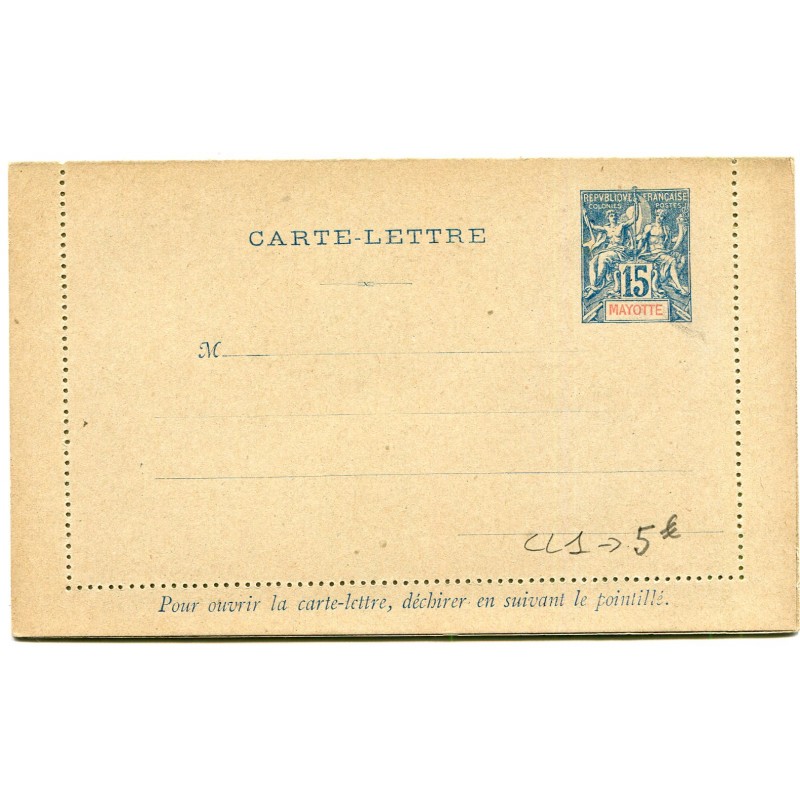 REPVBLIQVE FRANÇAISE
COLONIES POSTES
CARTE-LETTRE
15
MAYOTTE
M
CL1 → 5€
Pour ouvrir la carte-lettre, déchirer en suivant le pointillé.